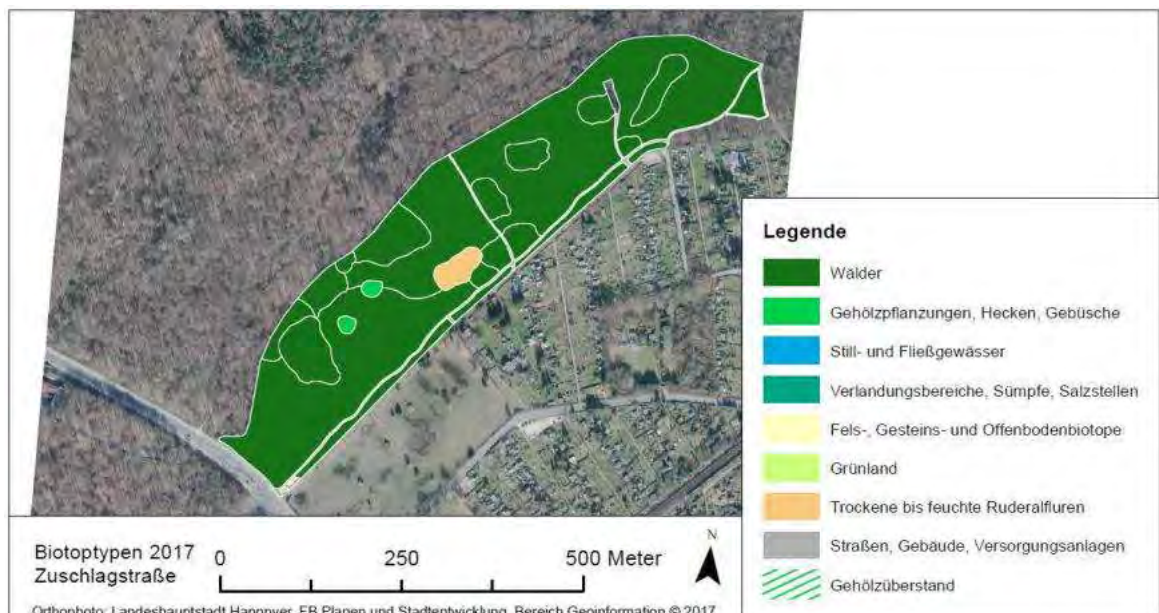 Legende
Wälder
Gehölzpflanzungen, Hecken, Gebüsche
Still- und Fließgewässer
Verlandungsbereiche, Sümpfe, Salzstellen
Fels-, Gesteins- und Offenbodenbiotope
Grünland
Trockene bis feuchte Ruderalfluren
Straßen, Gebäude, Versorgungsanlagen
Gehölzüberstand
Biotoptypen 2017
Zuschlagstraße
0 250 500 Meter
N
Orthophoto: Landeshauptstadt Hannover, FB Planen und Stadtentwicklung, Bereich Geoinformation © 2017